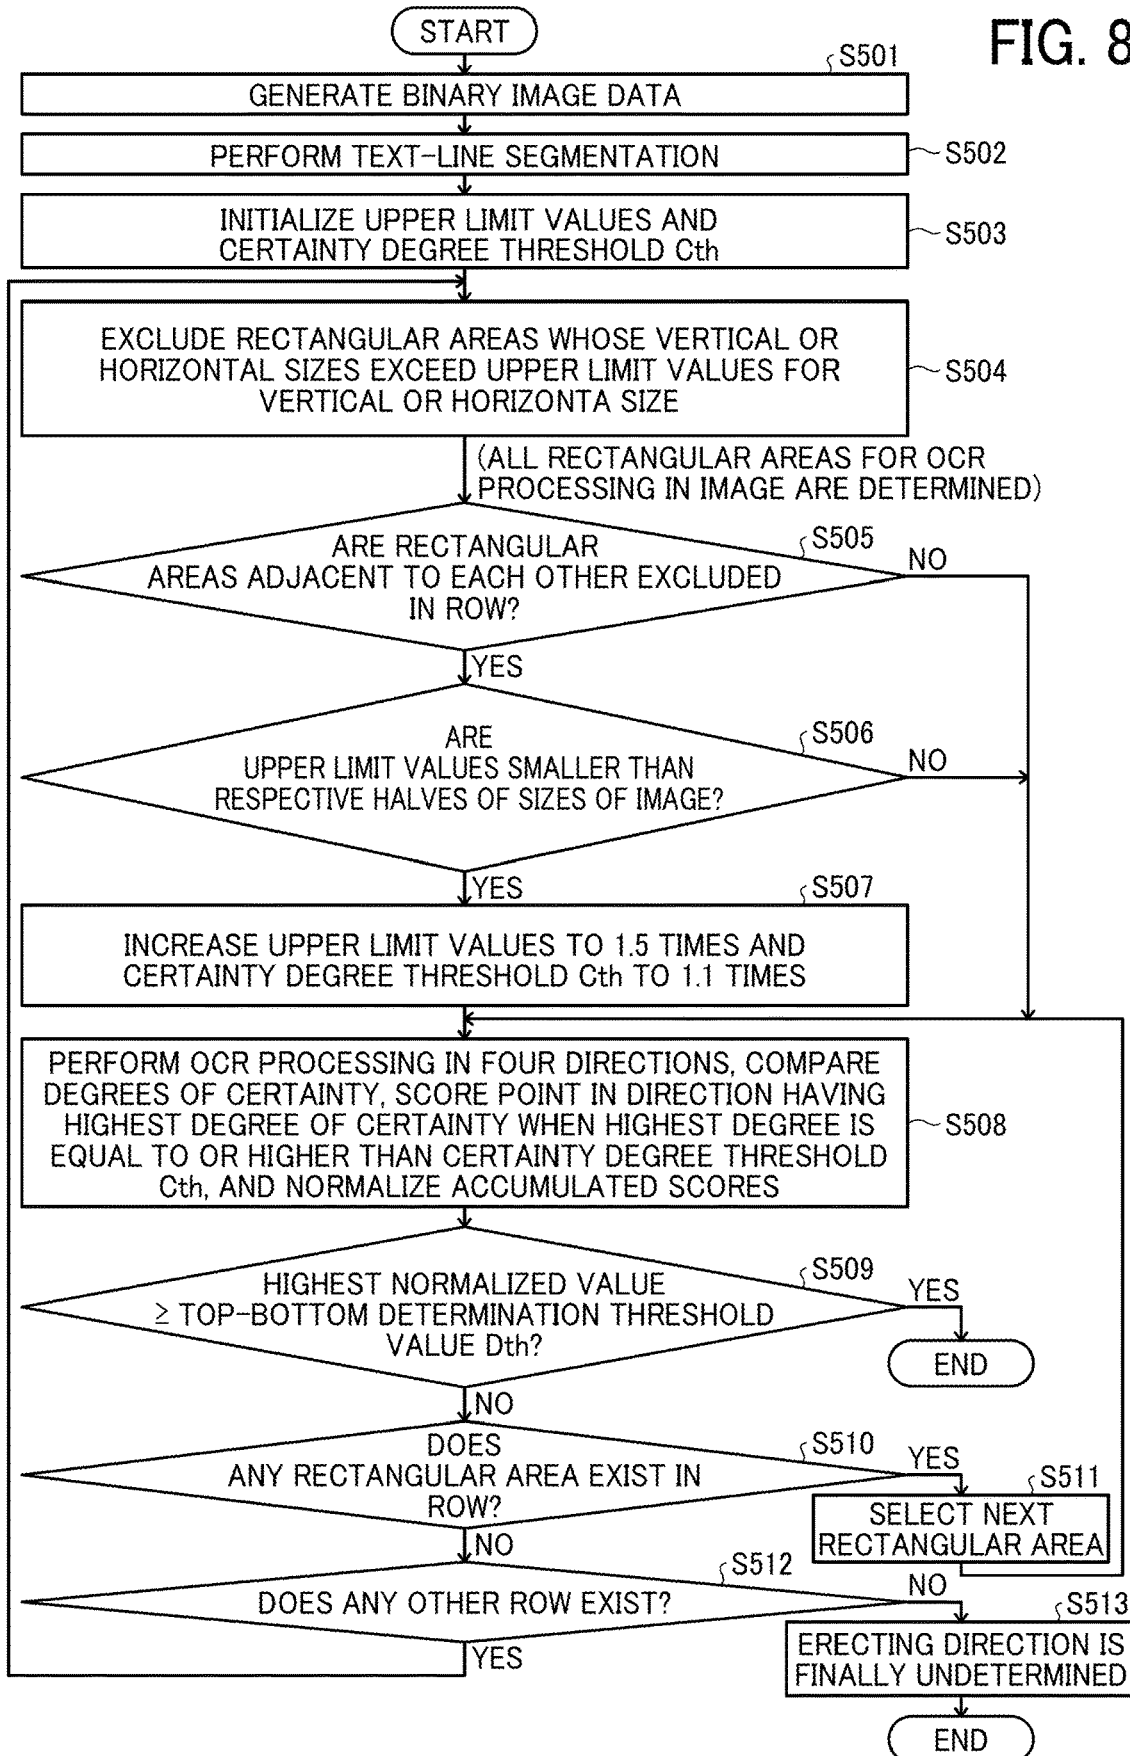 FIG. 8
START
S501
GENERATE BINARY IMAGE DATA
PERFORM TEXT-LINE SEGMENTATION
S502
INITIALIZE UPPER LIMIT VALUES AND
CERTAINTY DEGREE THRESHOLD Cth
S503
EXCLUDE RECTANGULAR AREAS WHOSE VERTICAL OR
HORIZONTAL SIZES EXCEED UPPER LIMIT VALUES FOR
VERTICAL OR HORIZONTA SIZE
S504
(ALL RECTANGULAR AREAS FOR OCR
PROCESSING IN IMAGE ARE DETERMINED)
S505
ARE RECTANGULAR
AREAS ADJACENT TO EACH OTHER EXCLUDED
IN ROW?
NO
YES
S506
ARE
UPPER LIMIT VALUES SMALLER THAN
RESPECTIVE HALVES OF SIZES OF IMAGE?
NO
YES
S507
INCREASE UPPER LIMIT VALUES TO 1.5 TIMES AND
CERTAINTY DEGREE THRESHOLD Cth TO 1.1 TIMES
PERFORM OCR PROCESSING IN FOUR DIRECTIONS, COMPARE
DEGREES OF CERTAINTY, SCORE POINT IN DIRECTION HAVING
HIGHEST DEGREE OF CERTAINTY WHEN HIGHEST DEGREE IS
EQUAL TO OR HIGHER THAN CERTAINTY DEGREE THRESHOLD
Cth, AND NORMALIZE ACCUMULATED SCORES
S508
S509
HIGHEST NORMALIZED VALUE
≥ TOP-BOTTOM DETERMINATION THRESHOLD
VALUE Dth?
YES
END
NO
S510
DOES
ANY RECTANGULAR AREA EXIST IN
ROW?
YES
S511
SELECT NEXT
RECTANGULAR AREA
NO
S512
DOES ANY OTHER ROW EXIST?
NO
YES
S513
ERECTING DIRECTION IS
FINALLY UNDETERMINED
END